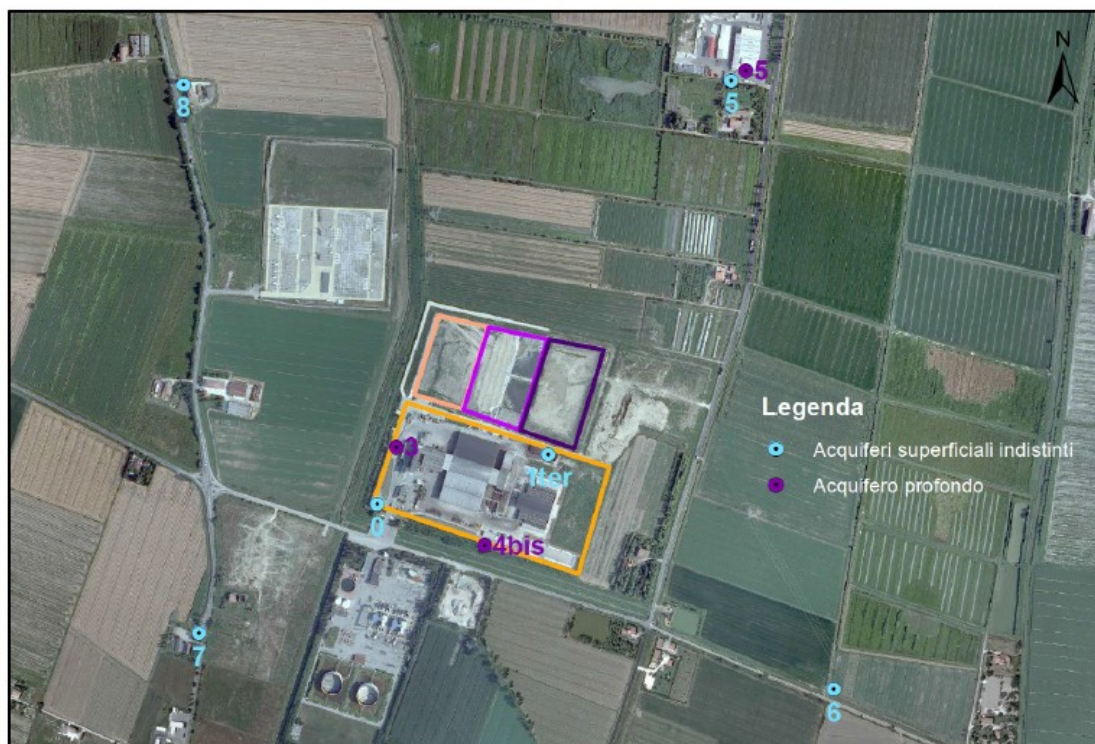 N
8
5
5
Legenda
Acquiferi superficiali indistinti
Acquifero profondo
3
1ter
0
4bis
7
6